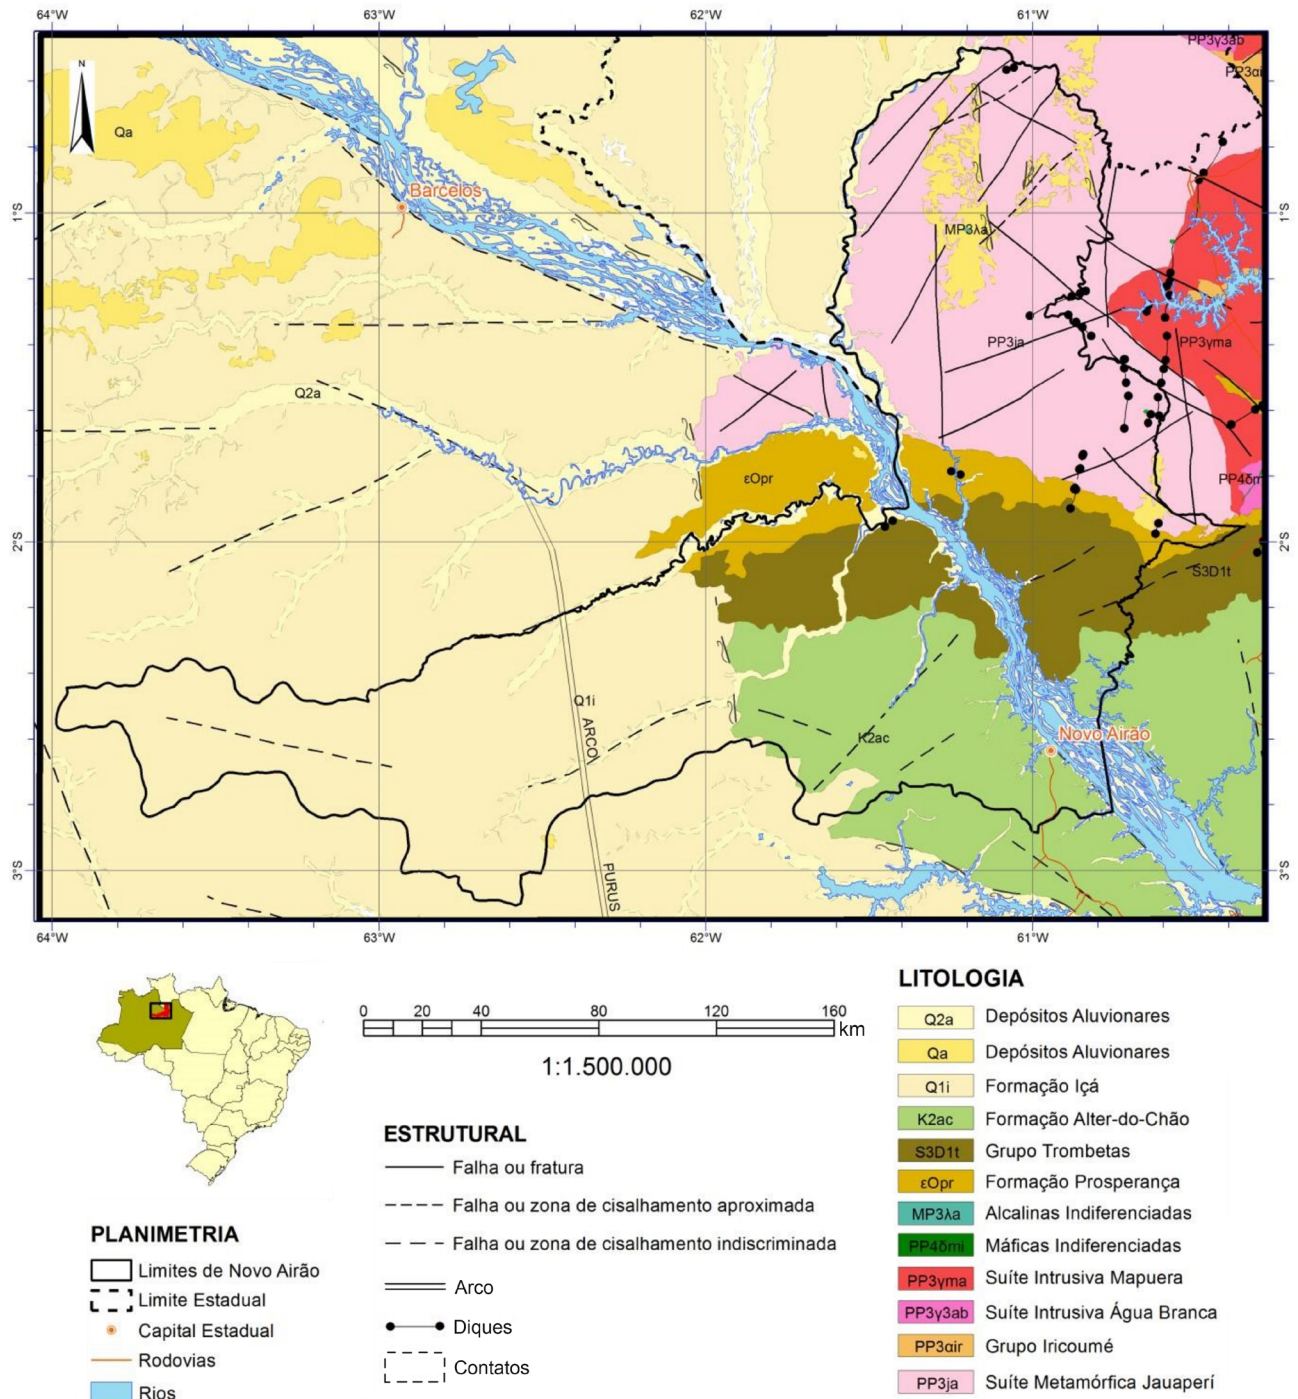 64°W 63°W 62°W 61°W
N
PP3γ3ab
PP3αi
Qa
Barcelos
1°S 1°S
MP3λa
PP3ja PP3γma
Q2a
εOpr
PP4δm
2°S 2°S
S3D1t
Q1i
ARCO
K2ac
Novo Airão
3°S 3°S
PURUS
64°W 63°W 62°W 61°W
0 20 40 80 120 160
km
1:1.500.000
PLANIMETRIA
Limites de Novo Airão
Limite Estadual
Capital Estadual
Rodovias
Rios
ESTRUTURAL
Falha ou fratura
Falha ou zona de cisalhamento aproximada
Falha ou zona de cisalhamento indiscriminada
Arco
Diques
Contatos
LITOLOGIA
Q2a Depósitos Aluvionares
Qa Depósitos Aluvionares
Q1i Formação Içá
K2ac Formação Alter-do-Chão
S3D1t Grupo Trombetas
εOpr Formação Prosperança
MP3λa Alcalinas Indiferenciadas
PP4δmi Máficas Indiferenciadas
PP3γma Suíte Intrusiva Mapuera
PP3γ3ab Suíte Intrusiva Água Branca
PP3αir Grupo Iricoumé
PP3ja Suíte Metamórfica Jauaperí